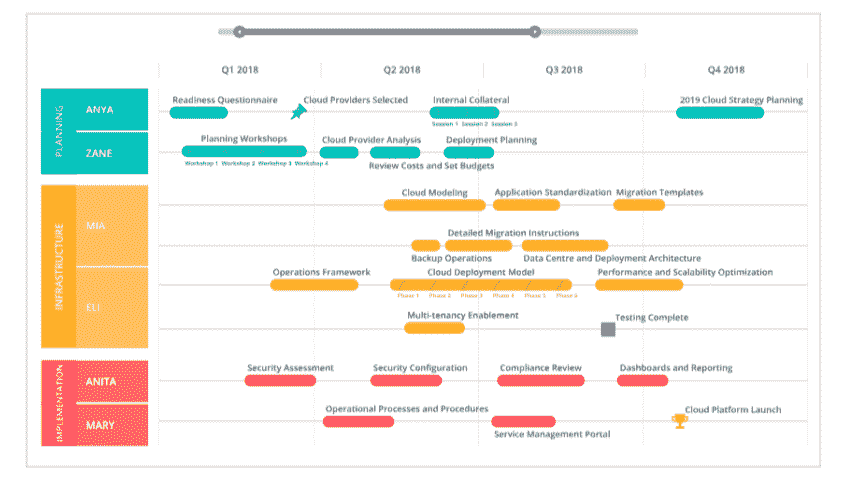 Q1 2018 Q2 2018 Q3 2018 Q4 2018
PLANNING
ANYA
Readiness Questionnaire Cloud Providers Selected Internal Collateral 2019 Cloud Strategy Planning
Session 1 Session 2 Session 3
ZANE
Planning Workshops Cloud Provider Analysis Deployment Planning
Workshop 1 Workshop 2 Workshop 3 Workshop 4
Review Costs and Set Budgets
INFRASTRUCTURE
MIA
Cloud Modeling Application Standardization Migration Templates
Detailed Migration Instructions
Backup Operations Data Centre and Deployment Architecture
ELI
Operations Framework Cloud Deployment Model Performance and Scalability Optimization
Phase 1 Phase 2 Phase 3 Phase 4 Phase 5 Phase 6
Multi-tenancy Enablement Testing Complete
IMPLEMENTATION
ANITA
Security Assessment Security Configuration Compliance Review Dashboards and Reporting
MARY
Operational Processes and Procedures Cloud Platform Launch
Service Management Portal